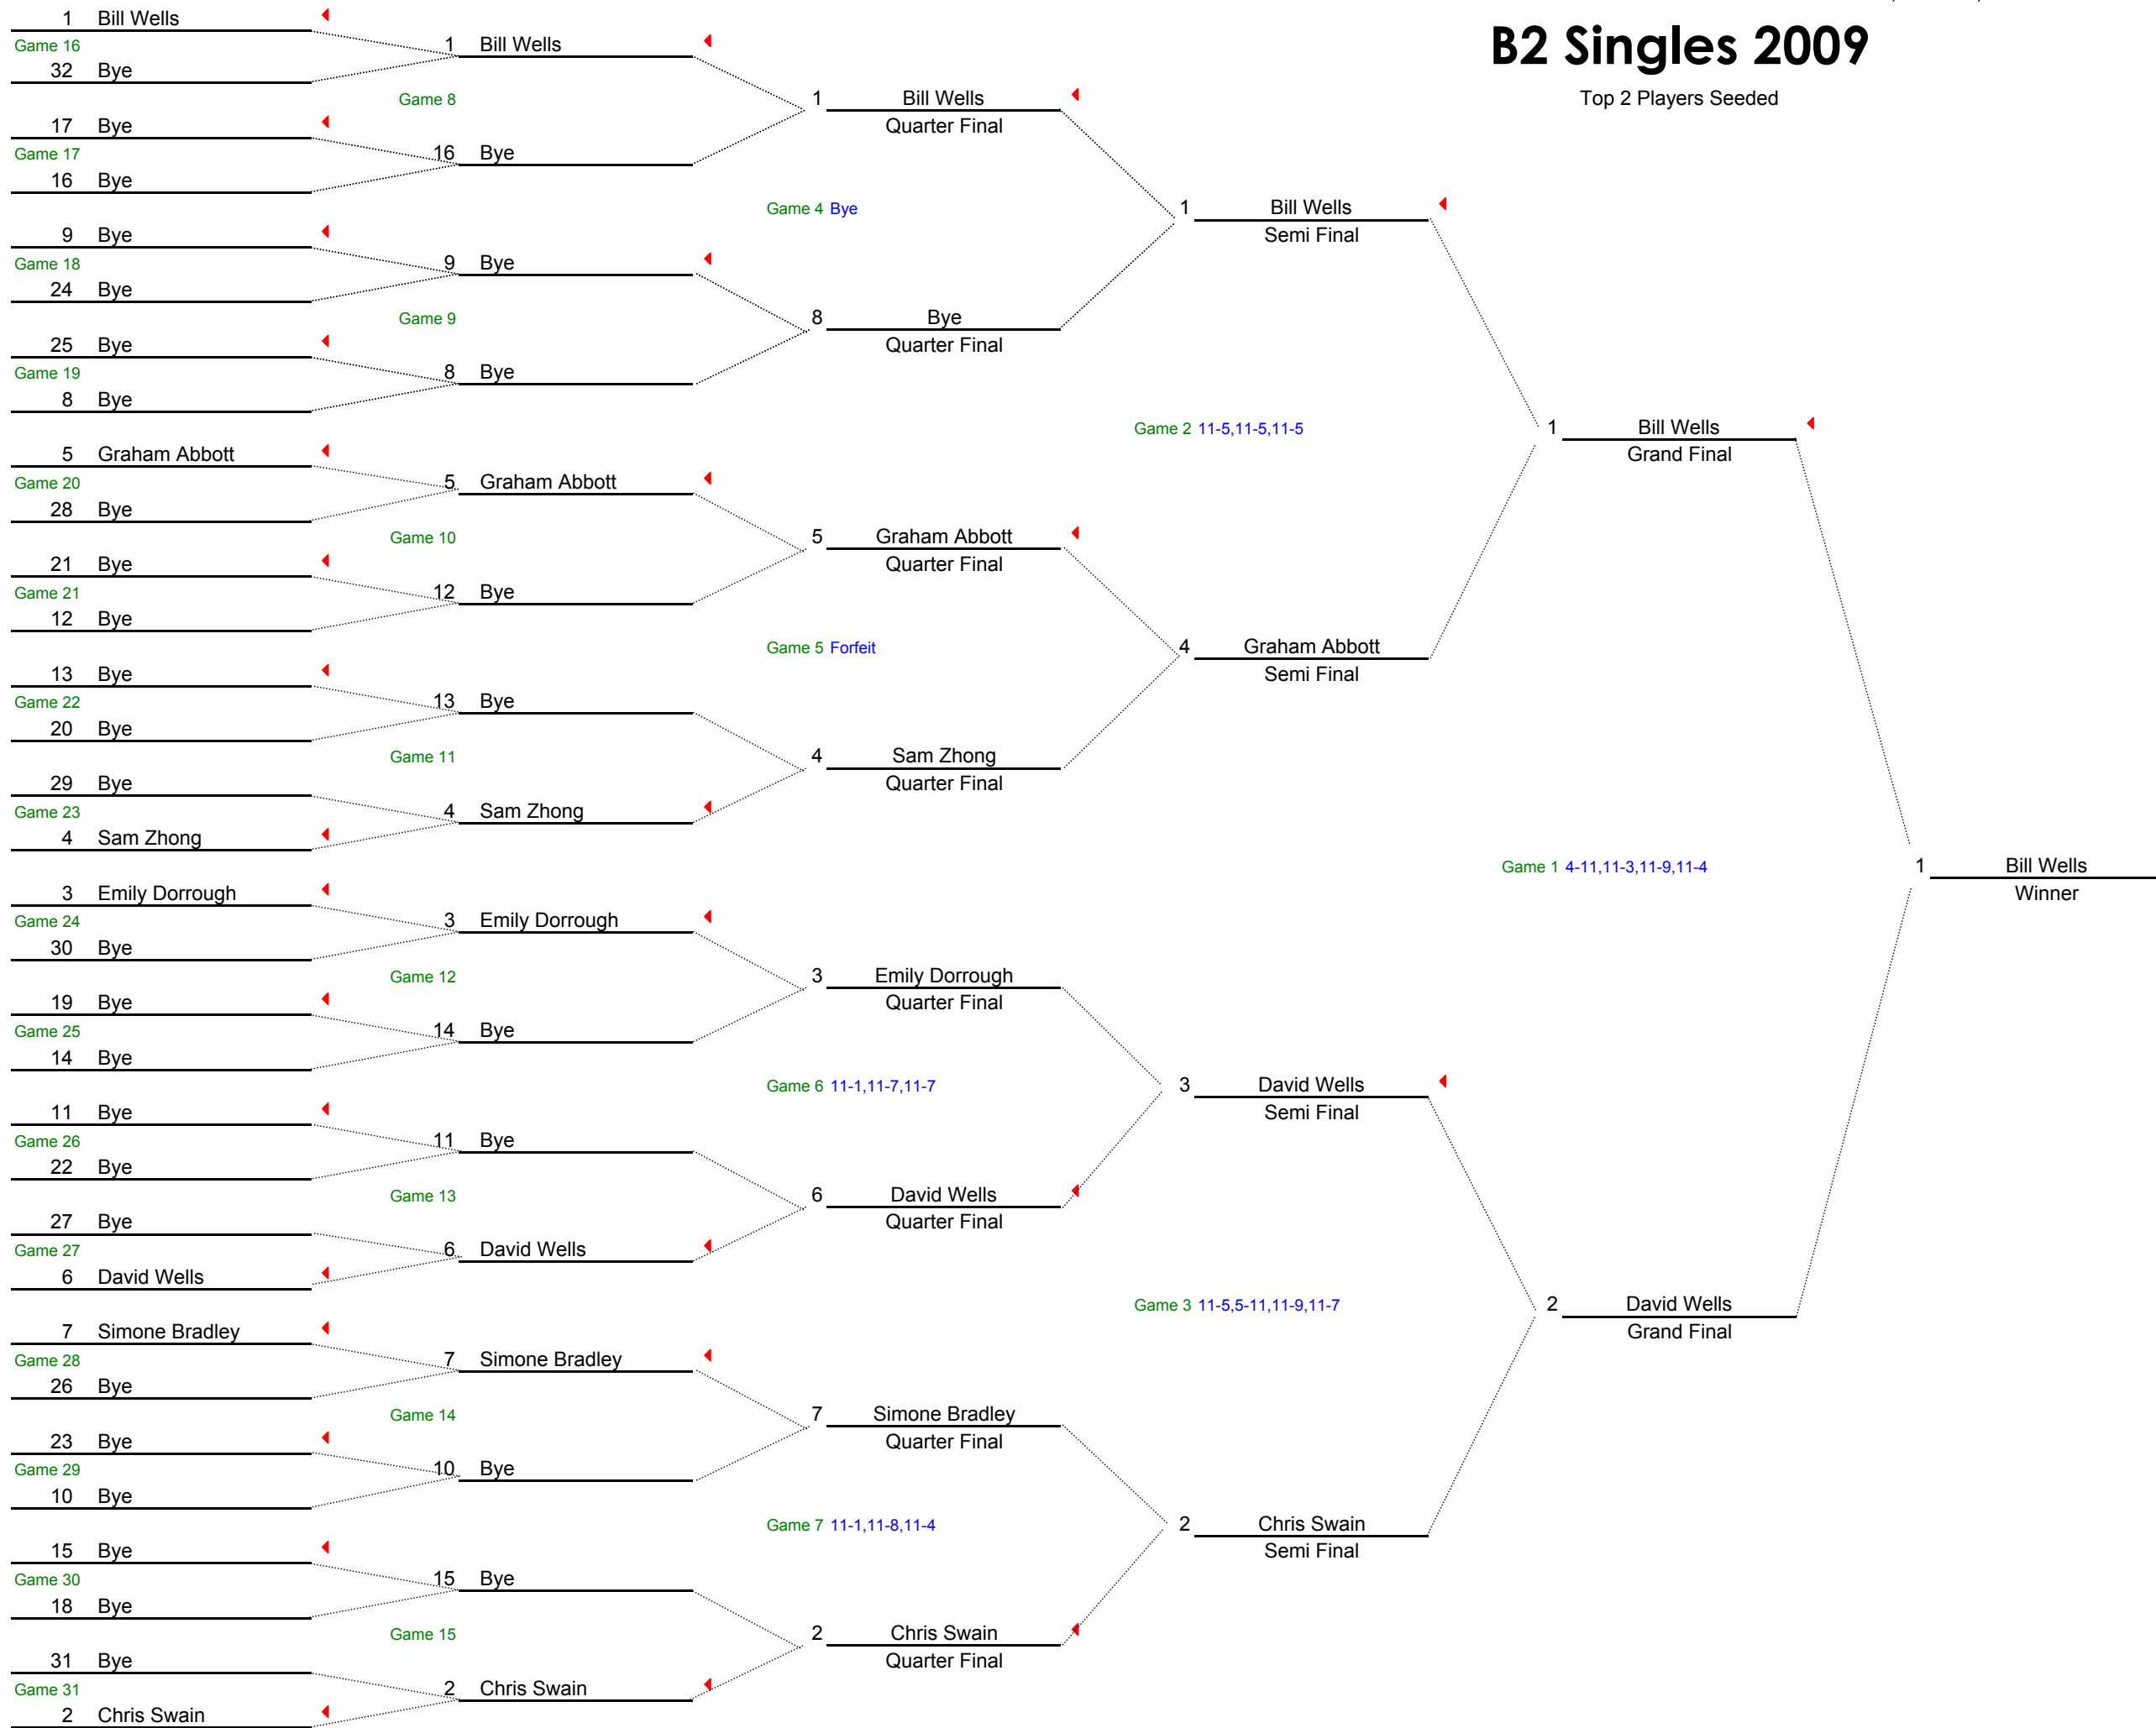 B2 Singles 2009
Top 2 Players Seeded
1 Bill Wells
Game 16
32 Bye
17 Bye
Game 17
16 Bye
9 Bye
Game 18
24 Bye
25 Bye
Game 19
8 Bye
5 Graham Abbott
Game 20
28 Bye
21 Bye
Game 21
12 Bye
13 Bye
Game 22
20 Bye
29 Bye
Game 23
4 Sam Zhong
3 Emily Dorrough
Game 24
30 Bye
19 Bye
Game 25
14 Bye
11 Bye
Game 26
22 Bye
27 Bye
Game 27
6 David Wells
7 Simone Bradley
Game 28
26 Bye
23 Bye
Game 29
10 Bye
15 Bye
Game 30
18 Bye
31 Bye
Game 31
2 Chris Swain
1 Bill Wells
Game 8
16 Bye
9 Bye
Game 9
8 Bye
5 Graham Abbott
Game 10
12 Bye
13 Bye
Game 11
4 Sam Zhong
3 Emily Dorrough
Game 12
14 Bye
11 Bye
Game 13
6 David Wells
7 Simone Bradley
Game 14
10 Bye
15 Bye
Game 15
2 Chris Swain
1 Bill Wells
Quarter Final
Game 4 Bye
8 Bye
Quarter Final
5 Graham Abbott
Quarter Final
Game 5 Forfeit
4 Sam Zhong
Quarter Final
3 Emily Dorrough
Quarter Final
Game 6 11-1,11-7,11-7
6 David Wells
Quarter Final
7 Simone Bradley
Quarter Final
Game 7 11-1,11-8,11-4
2 Chris Swain
Quarter Final
1 Bill Wells
Semi Final
Game 2 11-5,11-5,11-5
4 Graham Abbott
Semi Final
3 David Wells
Semi Final
Game 3 11-5,5-11,11-9,11-7
2 Chris Swain
Semi Final
1 Bill Wells
Grand Final
Game 1 4-11,11-3,11-9,11-4
2 David Wells
Grand Final
1 Bill Wells
Winner